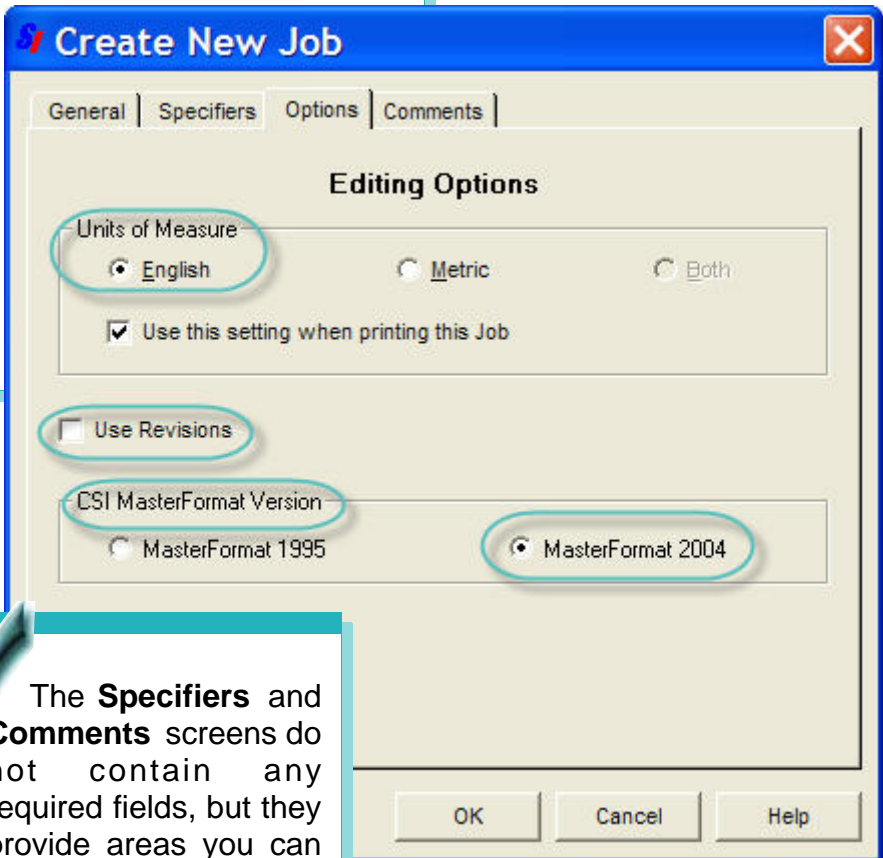 SI Create New Job
General Specifiers Options Comments
Editing Options
Units of Measure
English Metric Both
Use this setting when printing this Job
Use Revisions
CSI MasterFormat Version
MasterFormat 1995 MasterFormat 2004
The Specifiers and
Comments screens do
not contain any
required fields, but they
provide areas you can
OK Cancel Help